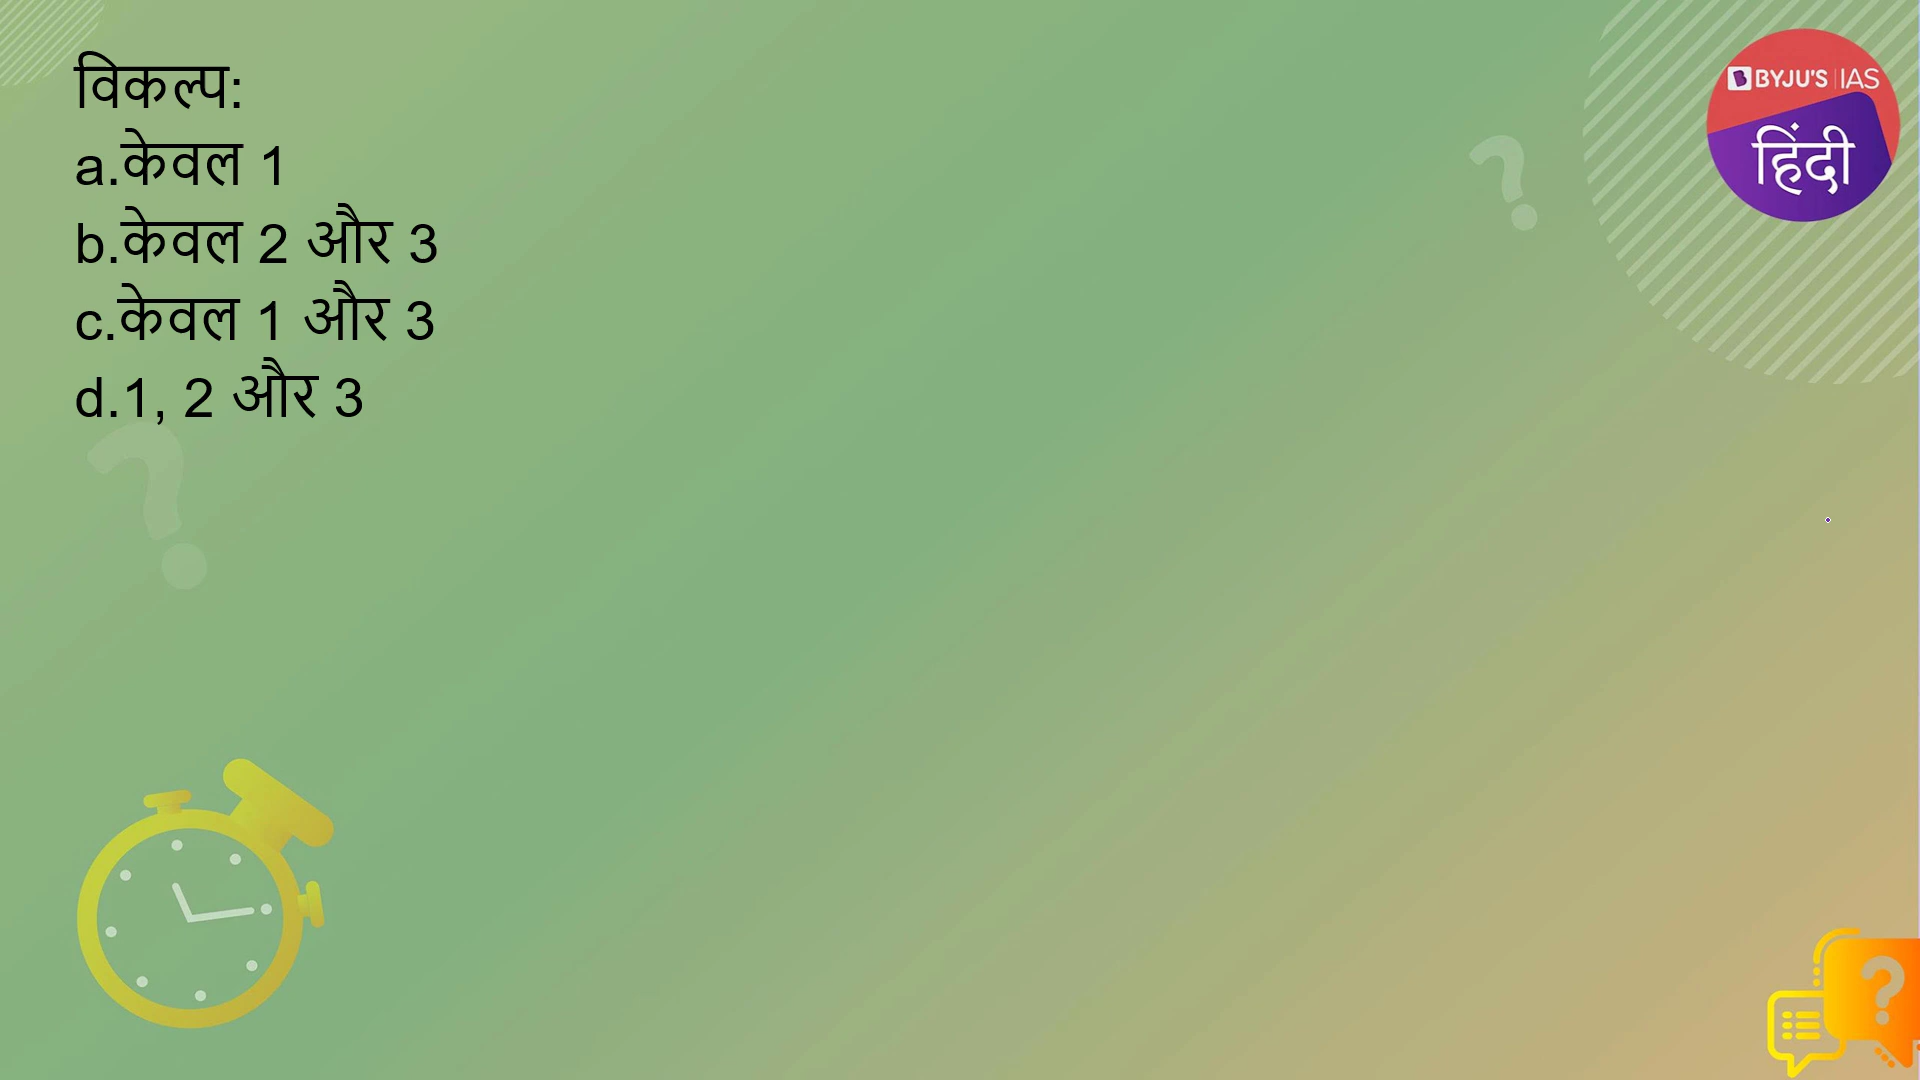 विकल्प:
a.केवल 1
b.केवल 2 और 3
c.केवल 1 और 3
d.1, 2 और 3
BYJU'S IAS
हिंदी